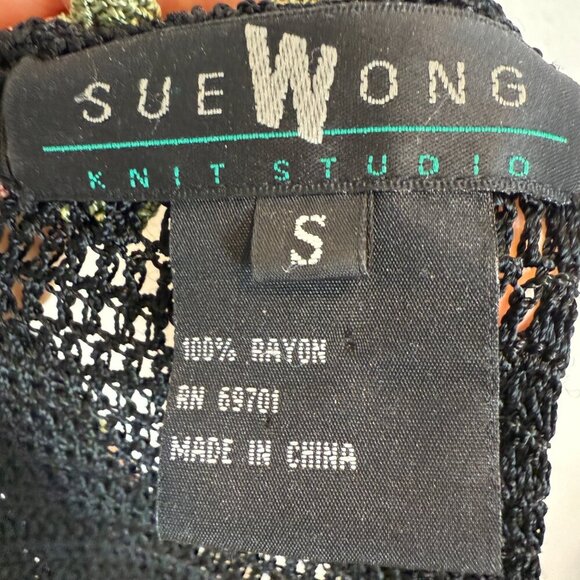 SUE WONG
KNIT STUDIO
S
100% RAYON
RN 69701
MADE IN CHINA